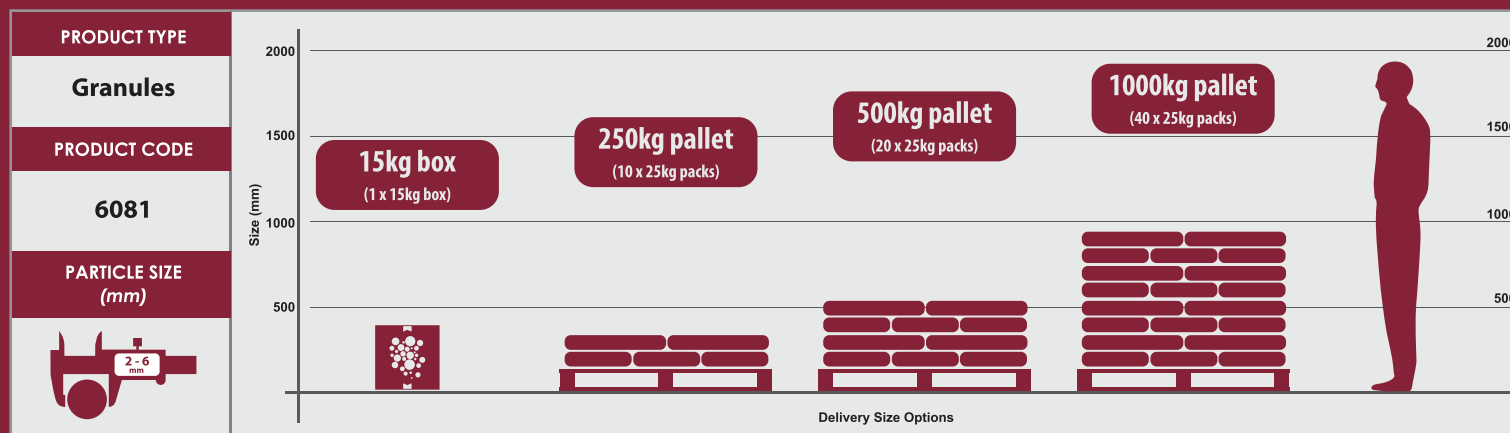 PRODUCT TYPE
Granules
PRODUCT CODE
6081
PARTICLE SIZE
(mm)
2 - 6
mm
Size (mm)
2000
1500
1000
500
15kg box
(1 x 15kg box)
250kg pallet
(10 x 25kg packs)
500kg pallet
(20 x 25kg packs)
1000kg pallet
(40 x 25kg packs)
Delivery Size Options